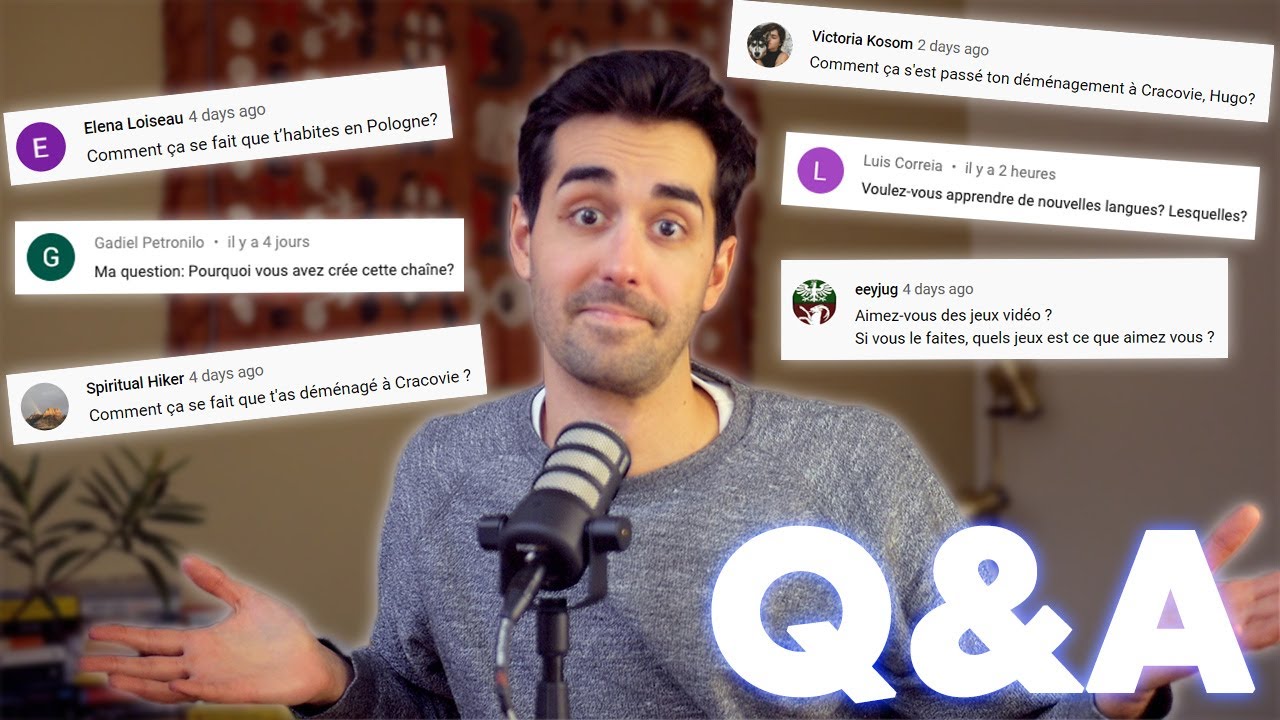 Elena Loiseau 4 days ago
Comment ça se fait que t'habites en Pologne?
E
Gadiel Petronilo • il y a 4 jours
Ma question: Pourquoi vous avez crée cette chaîne?
G
Spiritual Hiker 4 days ago
Comment ça se fait que t'as déménagé à Cracovie ?
Victoria Kosom 2 days ago
Comment ça s'est passé ton déménagement à Cracovie, Hugo?
Luis Correia • il y a 2 heures
Voulez-vous apprendre de nouvelles langues? Lesquelles?
L
eeyjug 4 days ago
Aimez-vous des jeux vidéo ?
Si vous le faites, quels jeux est ce que aimez vous ?
Q&A